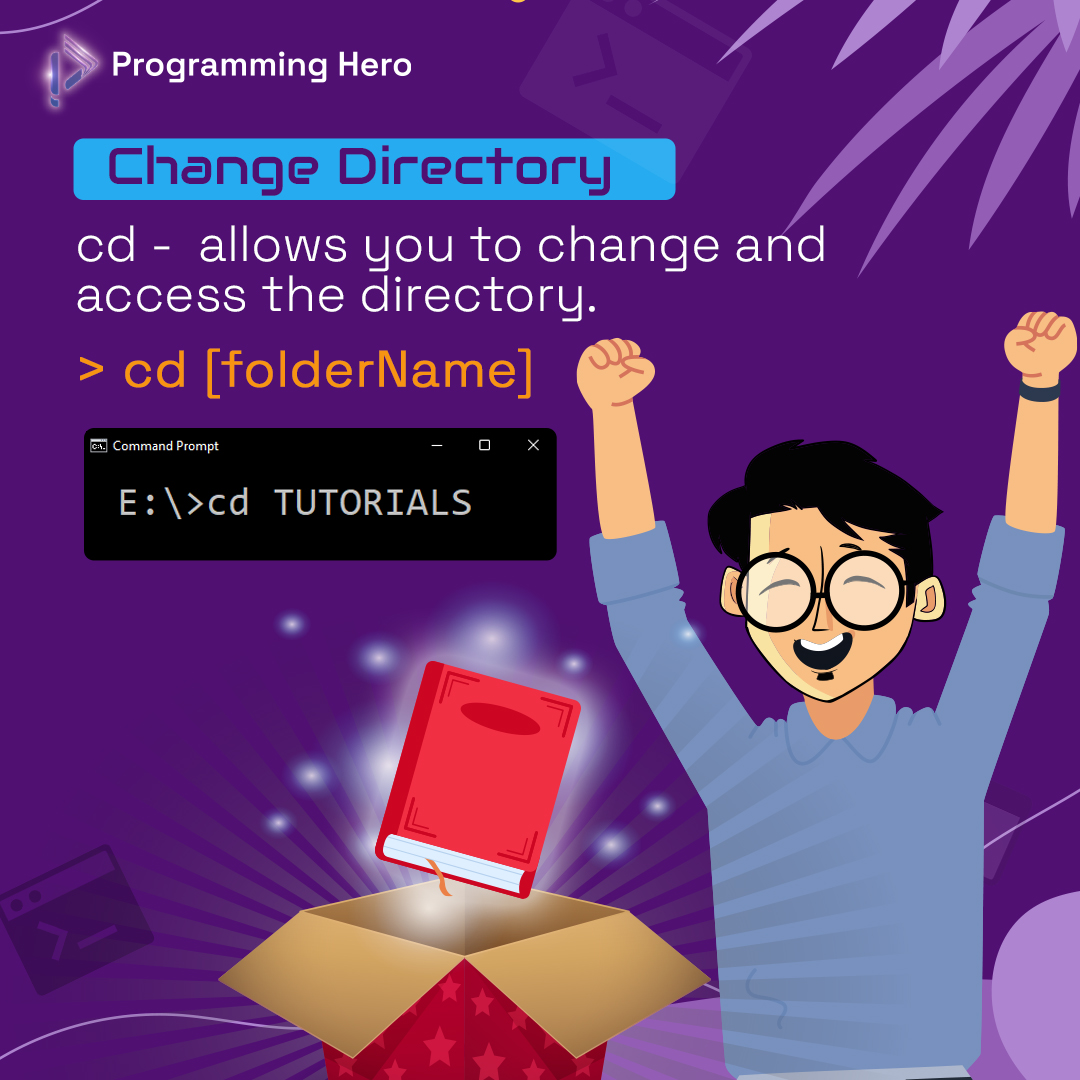 Programming Hero
Change Directory
cd - allows you to change and
access the directory.
> cd [folderName]
Command Prompt
E:\>cd TUTORIALS